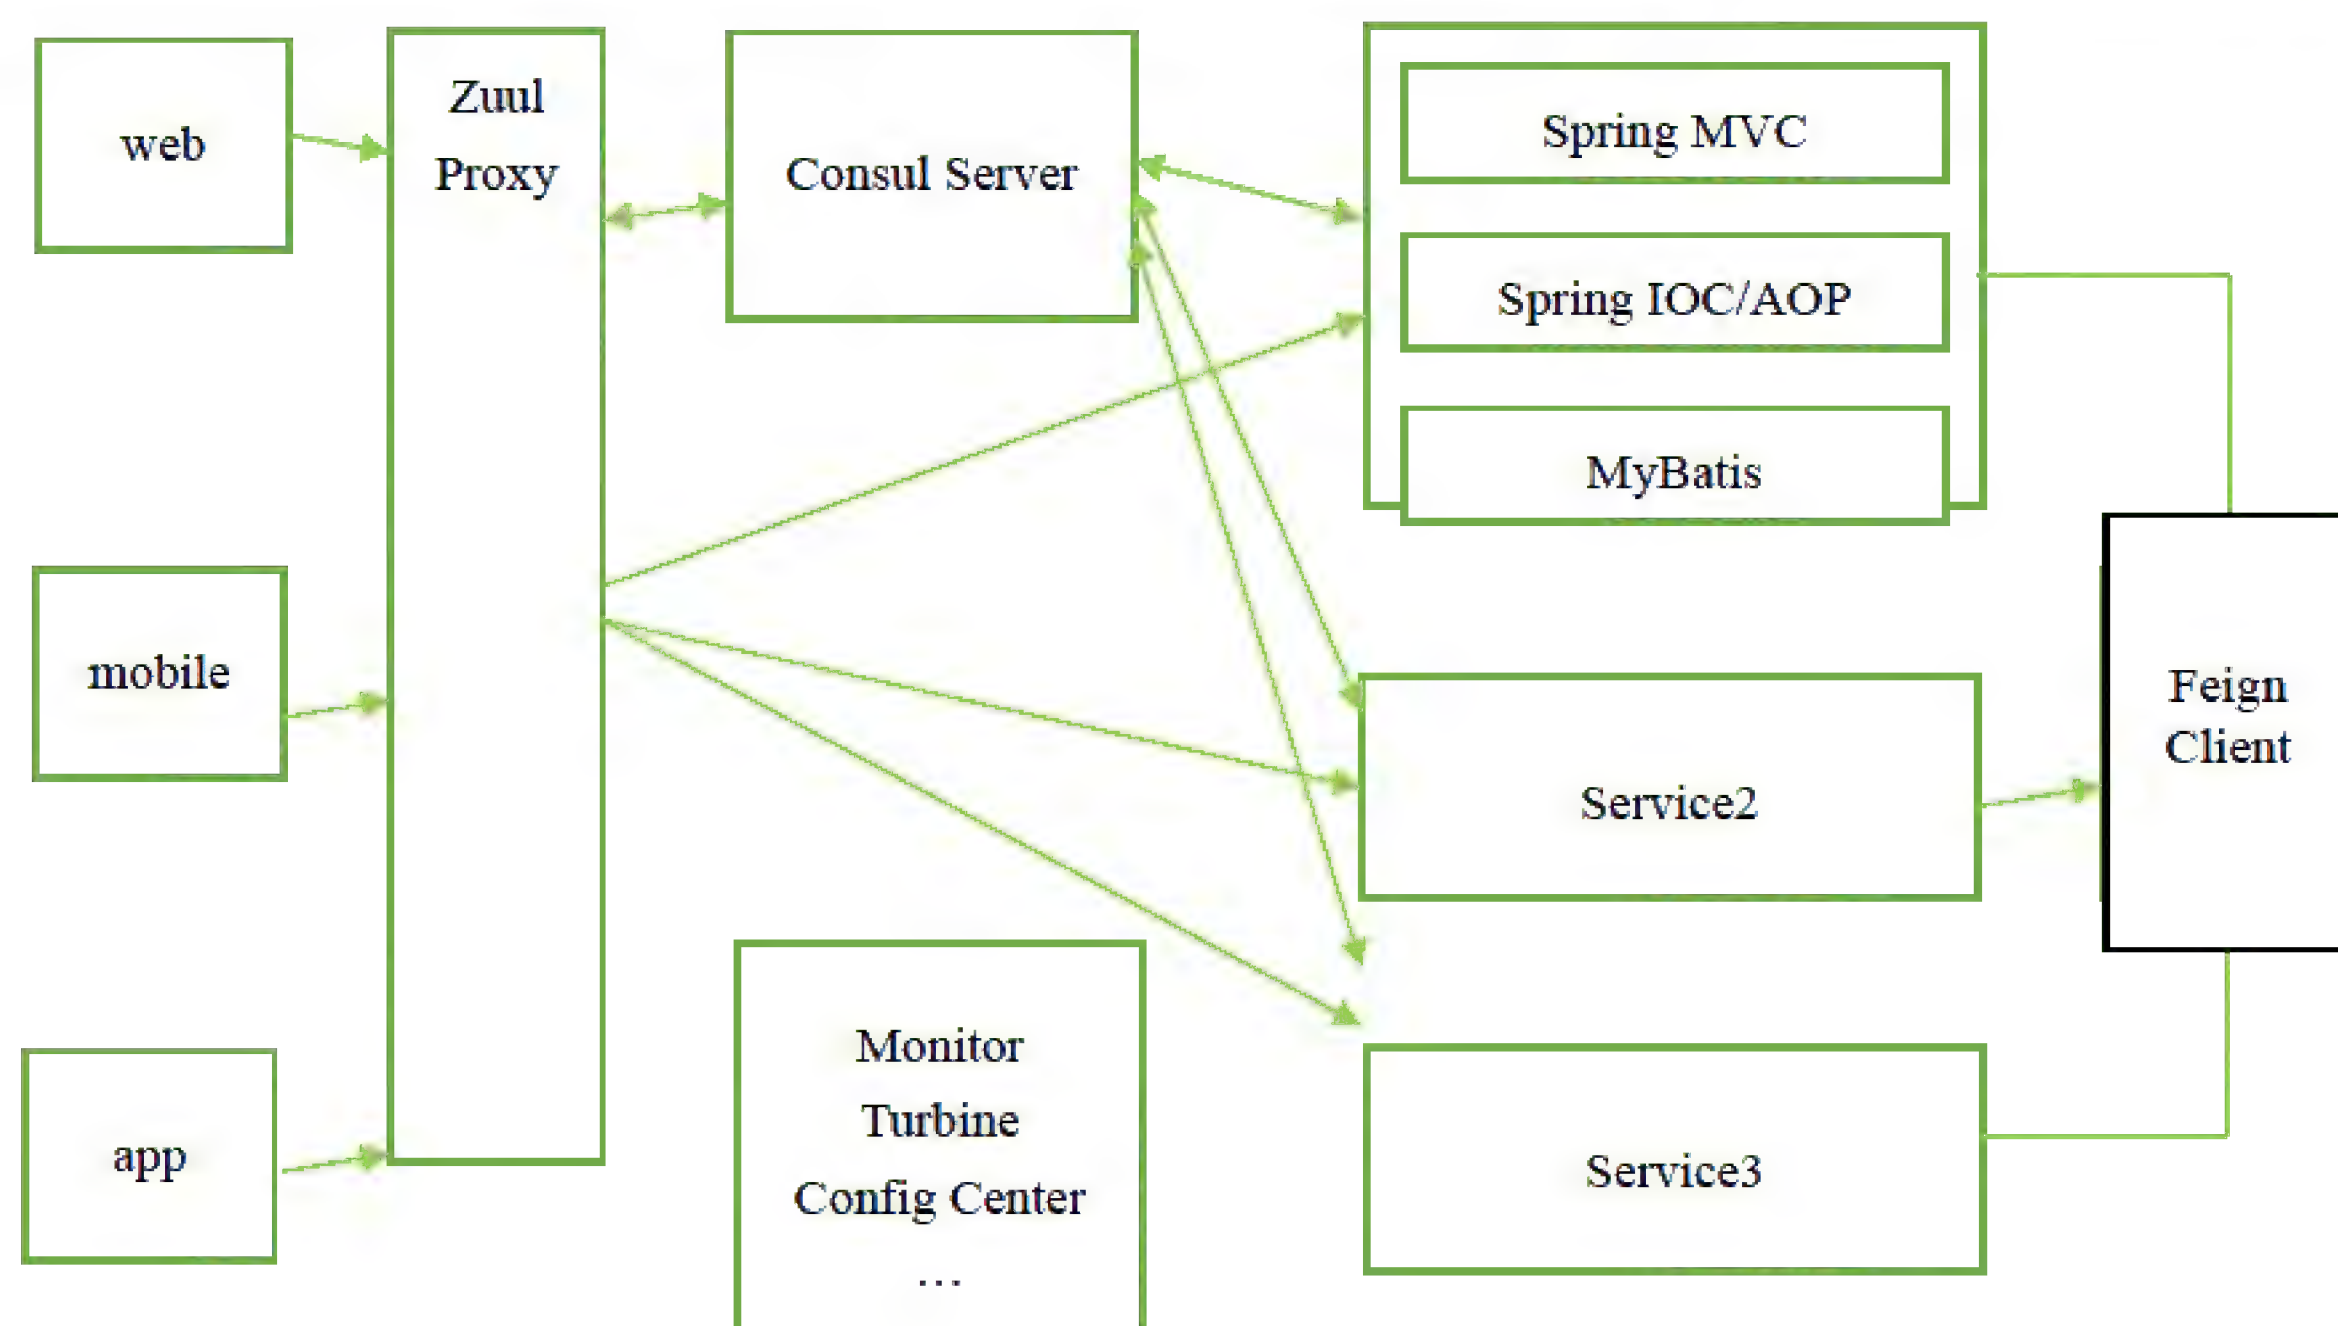 web
Zuul
Proxy
Consul Server
Spring MVC
Spring IOC/AOP
MyBatis
mobile
Feign
Client
Service2
app
Monitor
Turbine
Config Center
...
Service3